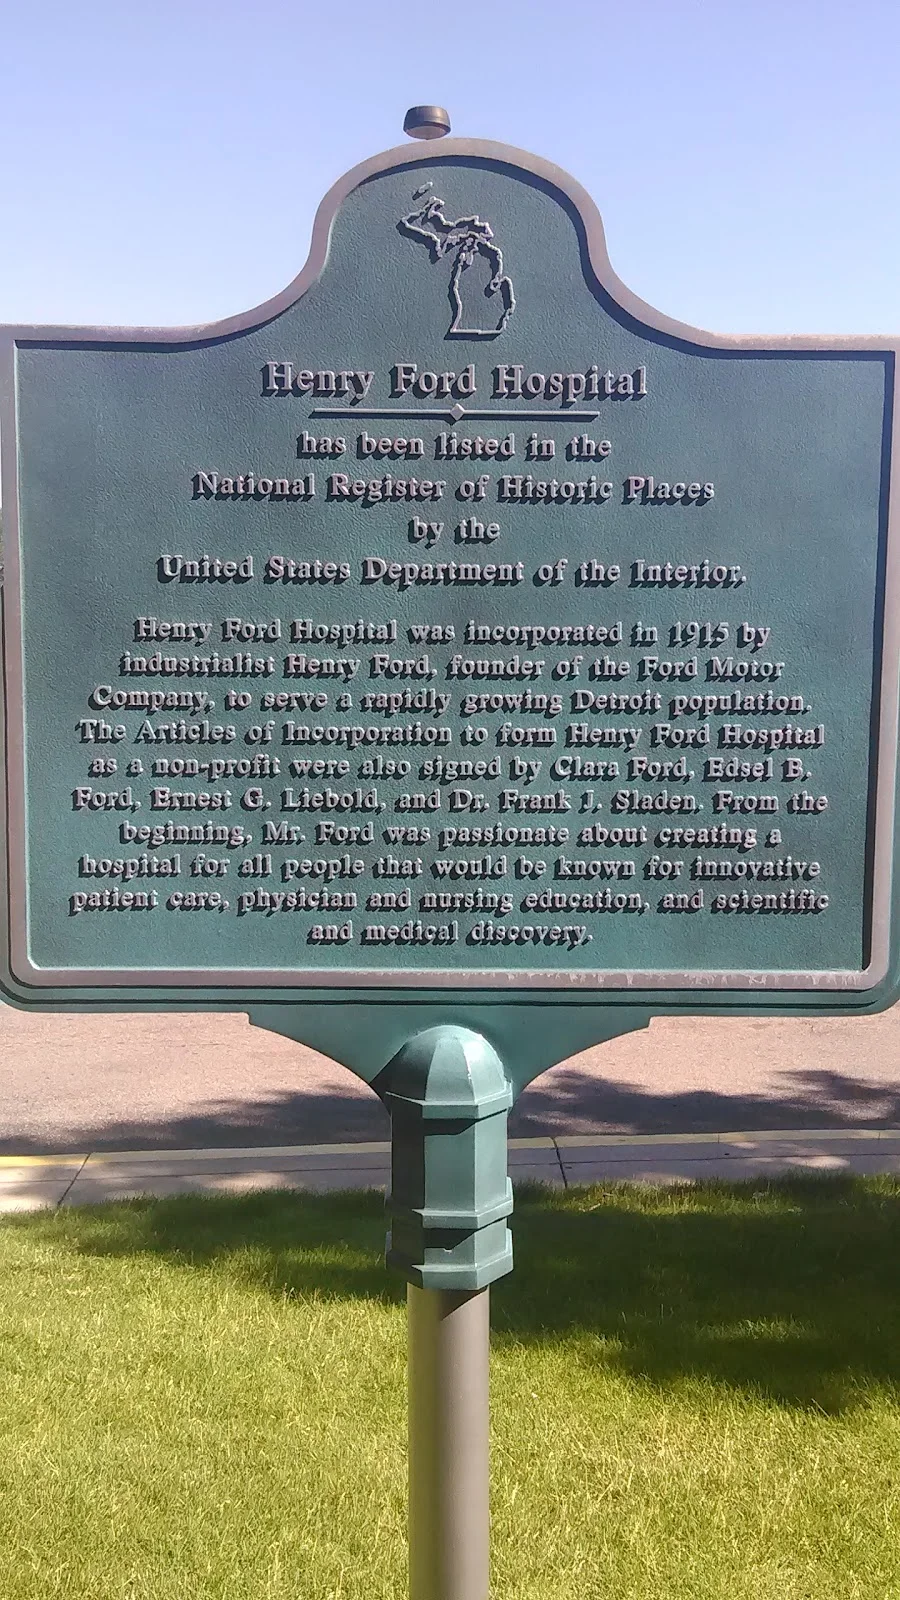 Henry Ford Hospital
has been listed in the
National Register of Historic Places
by the
United States Department of the Interior.
Henry Ford Hospital was incorporated in 1915 by
industrialist Henry Ford, founder of the Ford Motor
Company, to serve a rapidly growing Detroit population.
The Articles of Incorporation to form Henry Ford Hospital
as a non-profit were also signed by Clara Ford, Edsel B.
Ford, Ernest G. Liebold, and Dr. Frank J. Sladen. From the
beginning, Mr. Ford was passionate about creating a
hospital for all people that would be known for innovative
patient care, physician and nursing education, and scientific
and medical discovery.